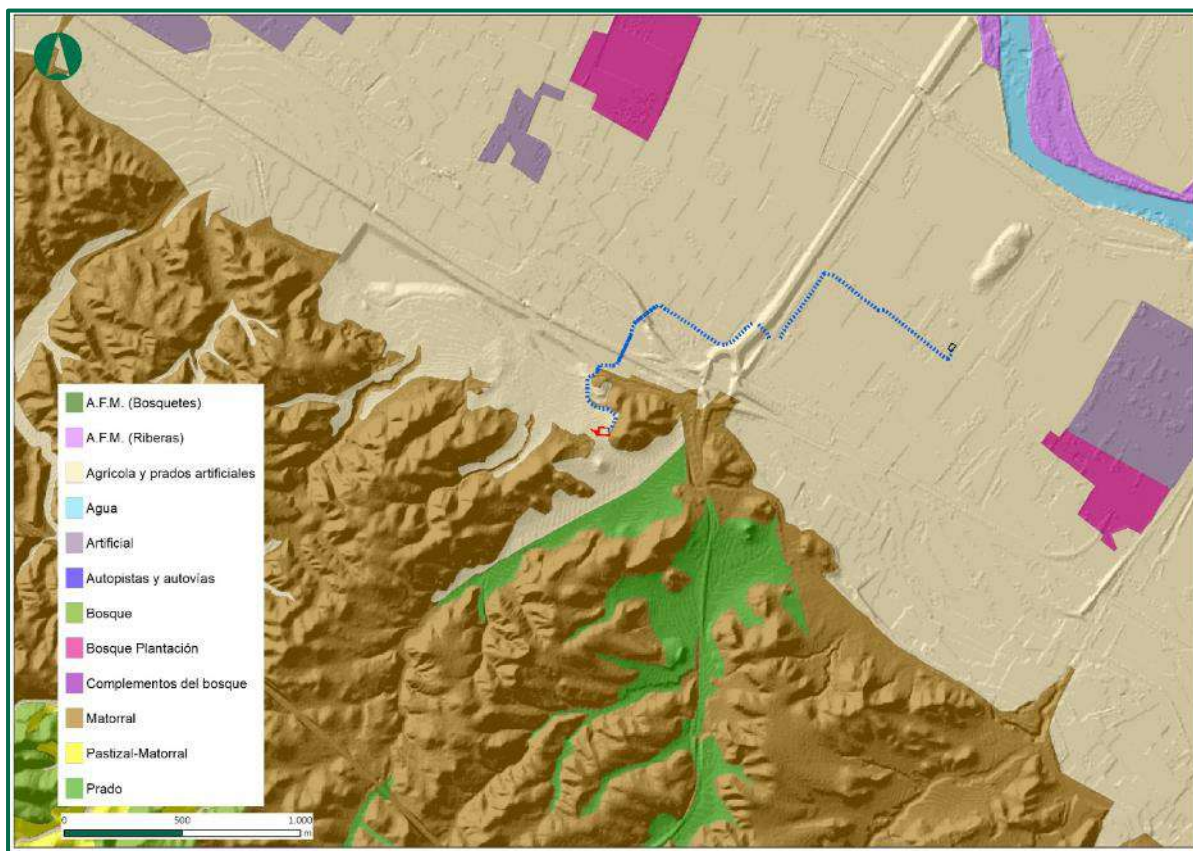 A.F.M. (Bosquetes)
A.F.M. (Riberas)
Agrícola y prados artificiales
Agua
Artificial
Autopistas y autovías
Bosque
Bosque Plantación
Complementos del bosque
Matorral
Pastizal-Matorral
Prado
0 500 1.000
m